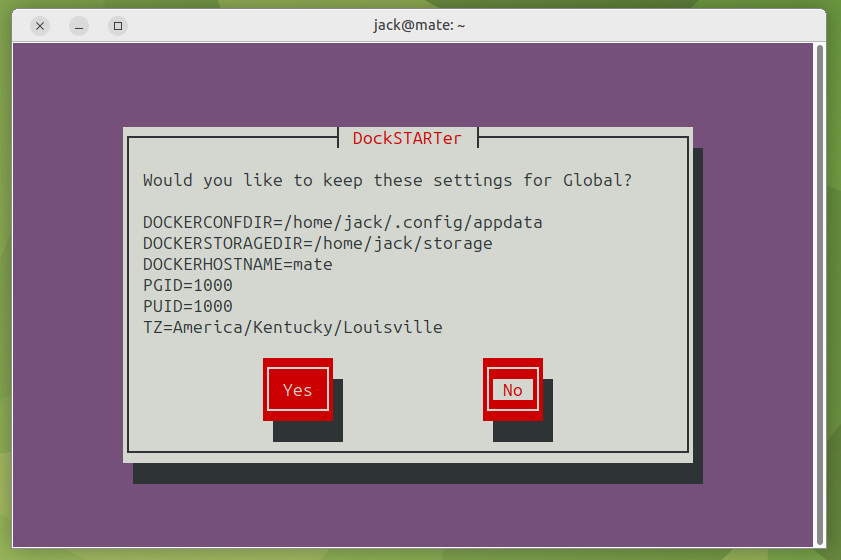 jack@mate: ~
DockSTARTer
Would you like to keep these settings for Global?
DOCKERCONFDIR=/home/jack/.config/appdata
DOCKERSTORAGEDIR=/home/jack/storage
DOCKERHOSTNAME=mate
PGID=1000
PUID=1000
TZ=America/Kentucky/Louisville
Yes No